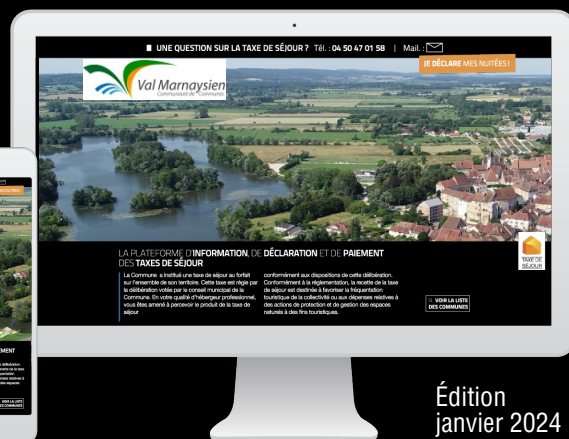 UNE QUESTION SUR LA TAXE DE SÉJOUR ? Tél. : 04 50 47 01 58 | Mail. :
JE DÉCLARE MES NUITÉES !
Val Marnaysien
Communauté de Communes
LA PLATEFORME D'INFORMATION, DE DÉCLARATION ET DE PAIEMENT
DES TAXES DE SÉJOUR
La Commune a institué une taxe de séjour au forfait
sur l'ensemble de son territoire. Cette taxe est régie par
la délibération votée par le conseil municipal de la
Commune. En votre qualité d'hébergeur professionnel,
vous êtes amené à percevoir le produit de la taxe de
séjour
conformément aux dispositions de cette délibération.
Conformément à la réglementation, la recette de la taxe
de séjour est destinée à favoriser la fréquentation
touristique de la collectivité ou aux dépenses relatives à
des actions de protection et de gestion des espaces
naturels à des fins touristiques.
TAXE DE
SÉJOUR
VOIR LA LISTE
DES COMMUNES
Édition
janvier 2024